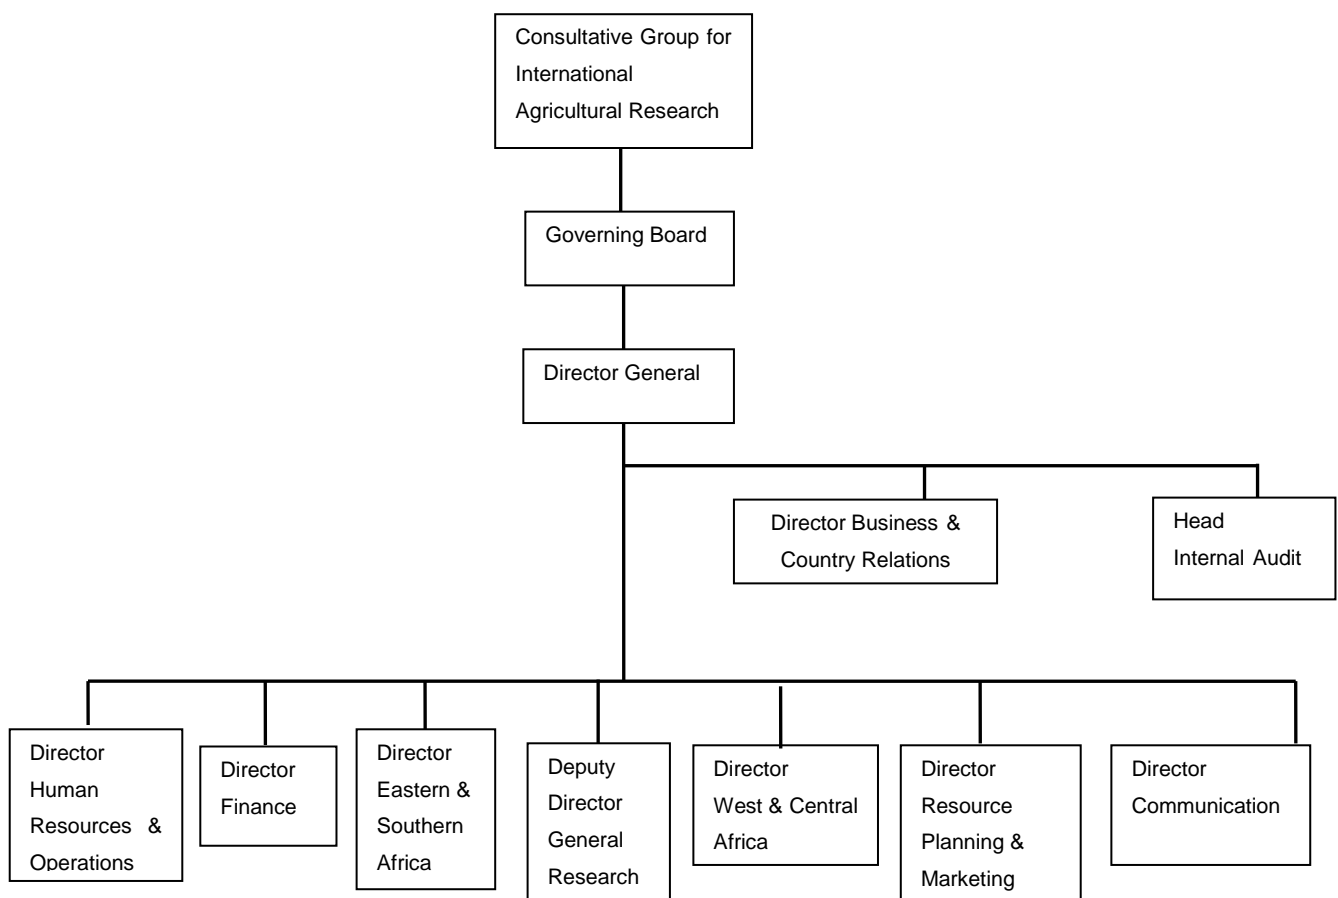 Consultative Group for
International
Agricultural Research
Governing Board
Director General
Director Business &
Country Relations
Head
Internal Audit
Director
Human
Resources &
Operations
Director
Finance
Director
Eastern &
Southern
Africa
Deputy
Director
General
Research
Director
West & Central
Africa
Director
Resource
Planning &
Marketing
Director
Communication